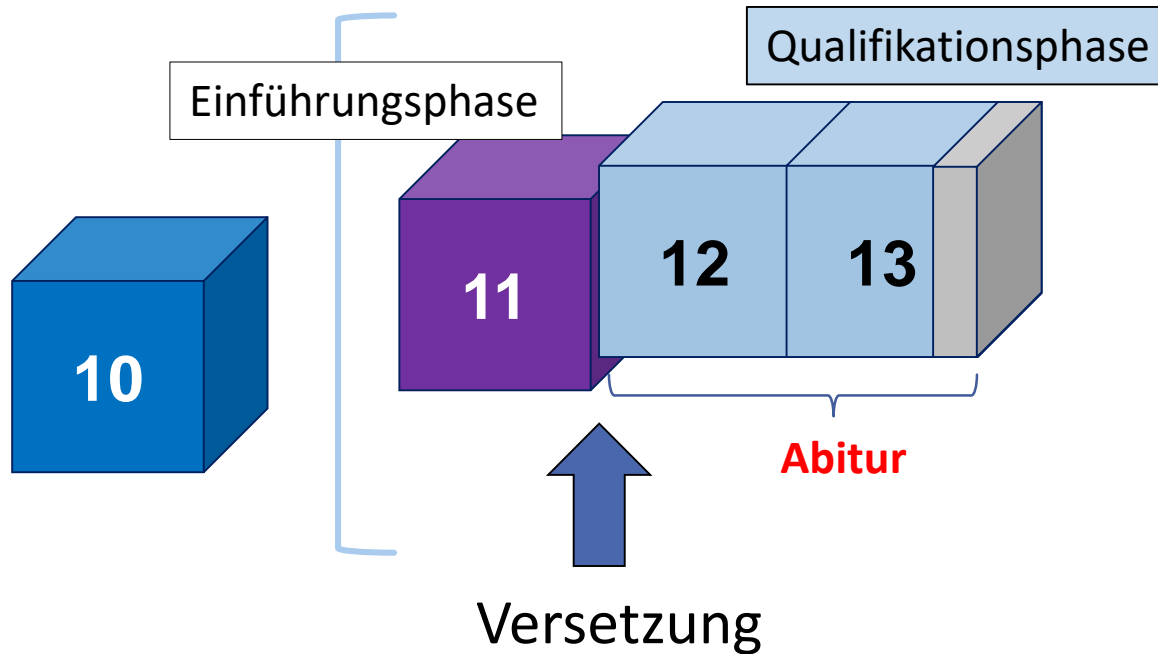 Qualifikationsphase
Einführungsphase
10
11
12
13
Abitur
Versetzung